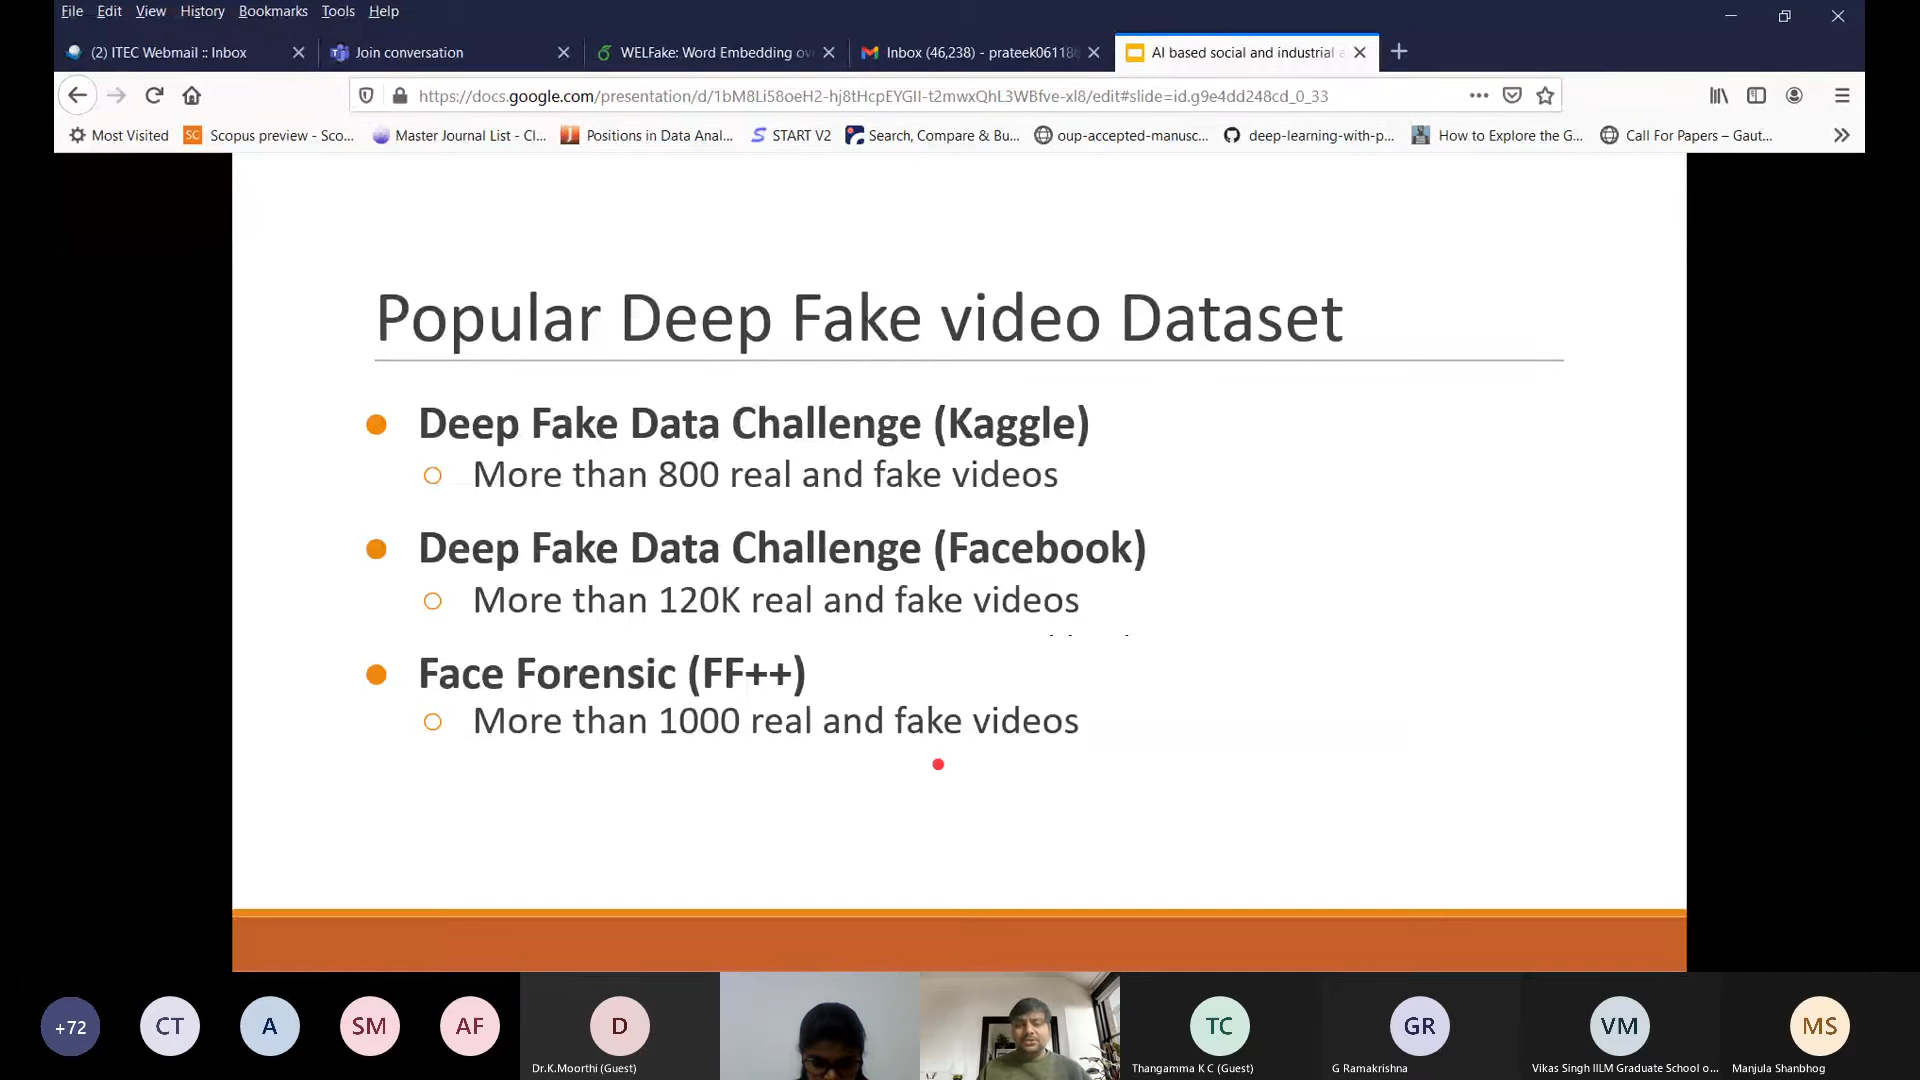 File Edit View History Bookmarks Tools Help
(2) ITEC Webmail :: Inbox
Join conversation
WELFake: Word Embedding ov
Inbox (46,238) - prateek06118
AI based social and industrial a
https://docs.google.com/presentation/d/1bM8Li58oeH2-hj8tHcpEYGII-t2mwxQhL3WBfve-xI8/edit#slide=id.g9e4dd248cd_0_33
Most Visited
Scopus preview - Sco...
Master Journal List - Cl...
Positions in Data Anal...
START V2
Search, Compare & Bu...
oup-accepted-manusc...
deep-learning-with-p...
How to Explore the G...
Call For Papers – Gaut...
Popular Deep Fake video Dataset
Deep Fake Data Challenge (Kaggle)
More than 800 real and fake videos
Deep Fake Data Challenge (Facebook)
More than 120K real and fake videos
Face Forensic (FF++)
More than 1000 real and fake videos
+72
CT
A
SM
AF
D
TC
GR
VM
MS
Dr.K.Moorthi (Guest)
Thangamma K C (Guest)
G Ramakrishna
Vikas Singh IILM Graduate School o...
Manjula Shanbhog